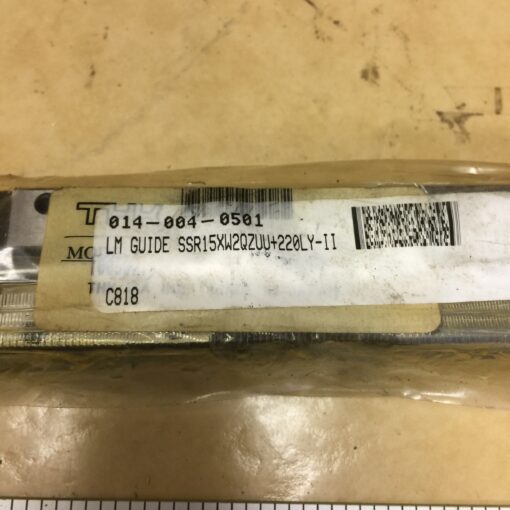 014-004-0501
LM GUIDE SSR15XW2QZUU+220LY-II
C818